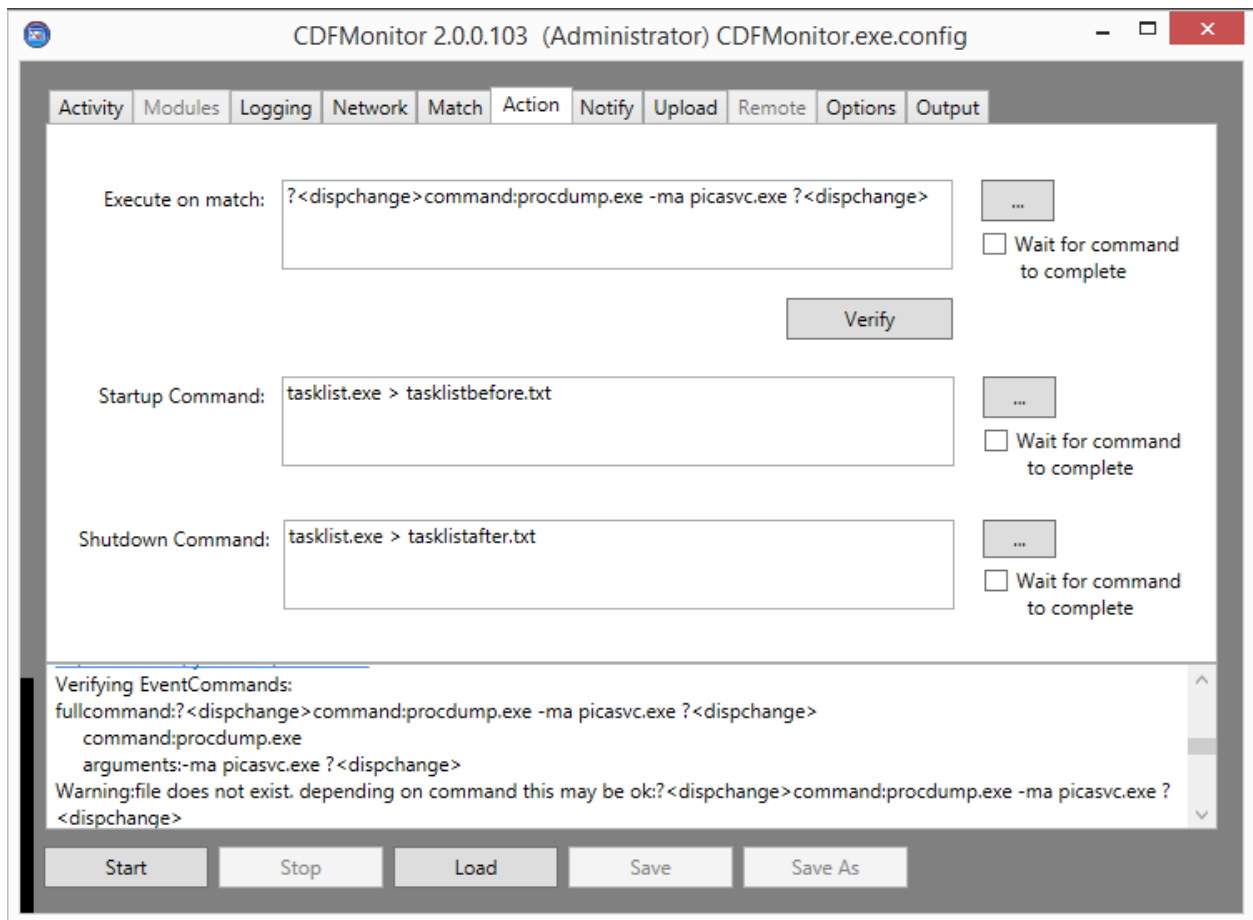 CDFMonitor 2.0.0.103 (Administrator) CDFMonitor.exe.config
Activity Modules Logging Network Match Action Notify Upload Remote Options Output
Execute on match:
?<dispchange>command:procdump.exe -ma picasvc.exe ?<dispchange>
...
Wait for command
to complete
Verify
Startup Command:
tasklist.exe > tasklistbefore.txt
...
Wait for command
to complete
Shutdown Command:
tasklist.exe > tasklistafter.txt
...
Wait for command
to complete
Verifying EventCommands:
fullcommand:?<dispchange>command:procdump.exe -ma picasvc.exe ?<dispchange>
command:procdump.exe
arguments:-ma picasvc.exe ?<dispchange>
Warning:file does not exist. depending on command this may be ok:?<dispchange>command:procdump.exe -ma picasvc.exe ?
<dispchange>
Start Stop Load Save Save As